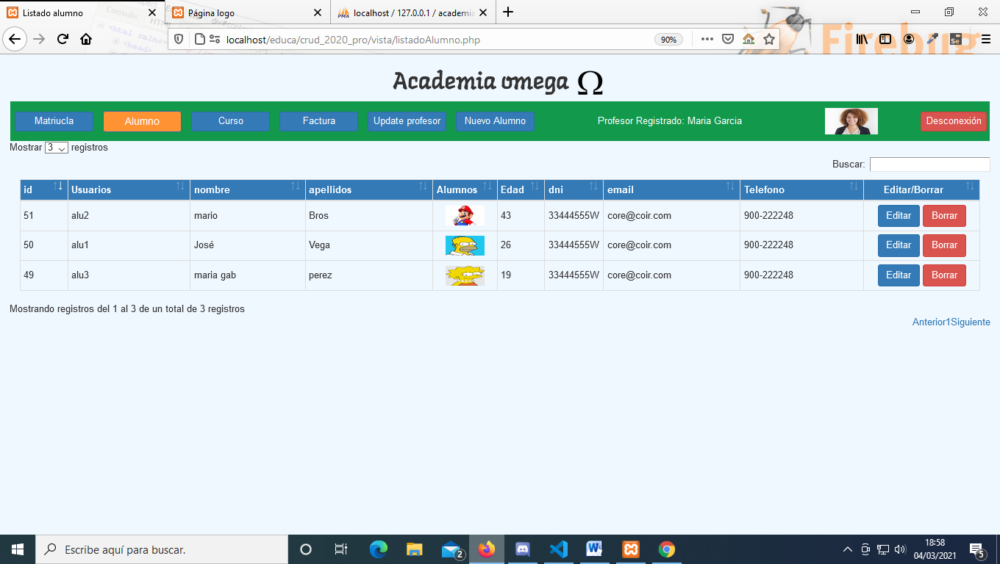 Listado alumno
Página logo
localhost / 127.0.0.1 / academia
localhost/educa/crud_2020_pro/vista/listadoAlumno.php
90%
Firebug
Academia omega Ω
Matriucla Alumno Curso Factura Update profesor Nuevo Alumno Profesor Registrado: Maria Garcia Desconexión
Mostrar 3 registros
Buscar:
id Usuarios nombre apellidos Alumnos Edad dni email Telefono Editar/Borrar
51 alu2 mario Bros 43 33444555W core@coir.com 900-222248 Editar Borrar
50 alu1 José Vega 26 33444555W core@coir.com 900-222248 Editar Borrar
49 alu3 maria gab perez 19 33444555W core@coir.com 900-222248 Editar Borrar
Mostrando registros del 1 al 3 de un total de 3 registros
Anterior1Siguiente
Escribe aquí para buscar.
2
18:58
04/03/2021
5